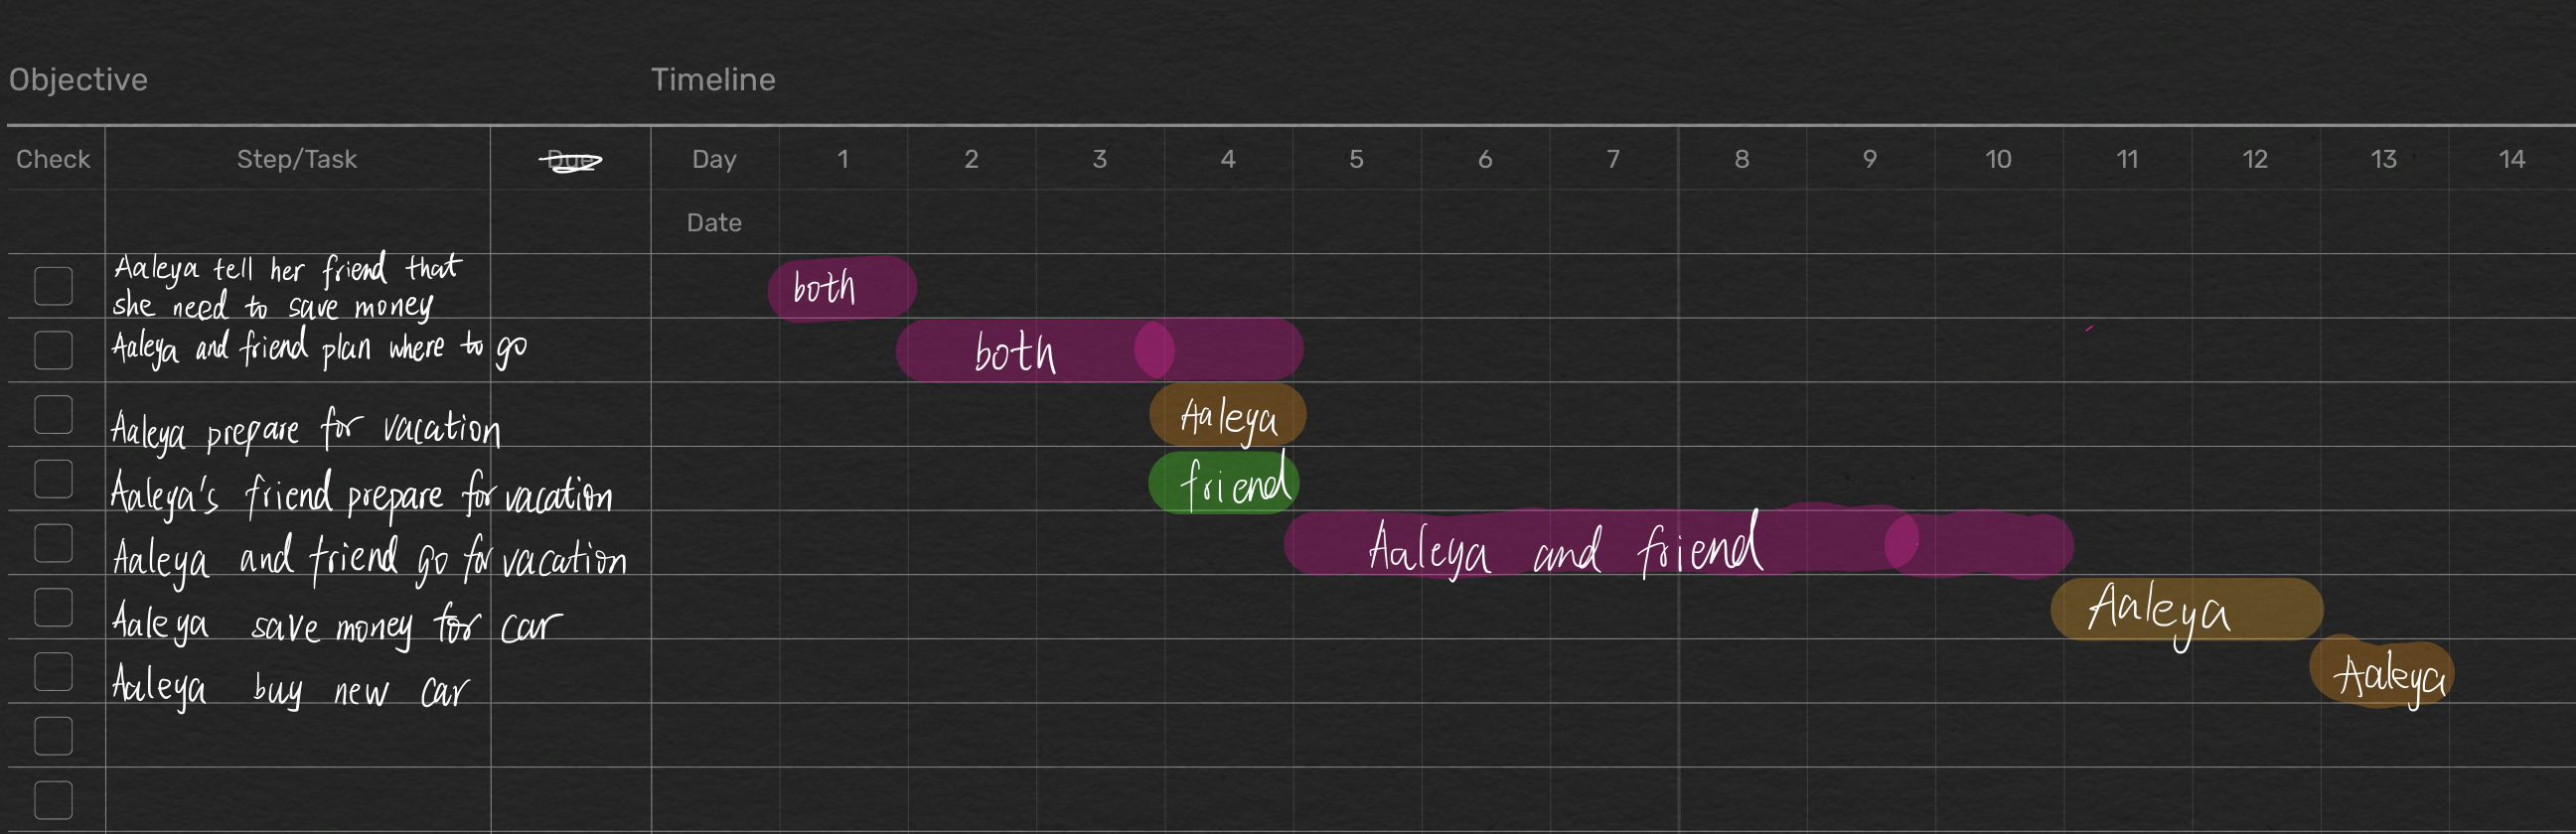 Objective Timeline
Check Step/Task Due Day 1 2 3 4 5 6 7 8 9 10 11 12 13 14
Date
Aaleya tell her friend that
she need to save money
both
Aaleya and friend plan where to go
both
Aaleya prepare for vacation
Aaleya
Aaleya's friend prepare for vacation
friend
Aaleya and friend go for vacation
Aaleya and friend
Aaleya save money for car
Aaleya
Aaleya buy new car
Aaleya